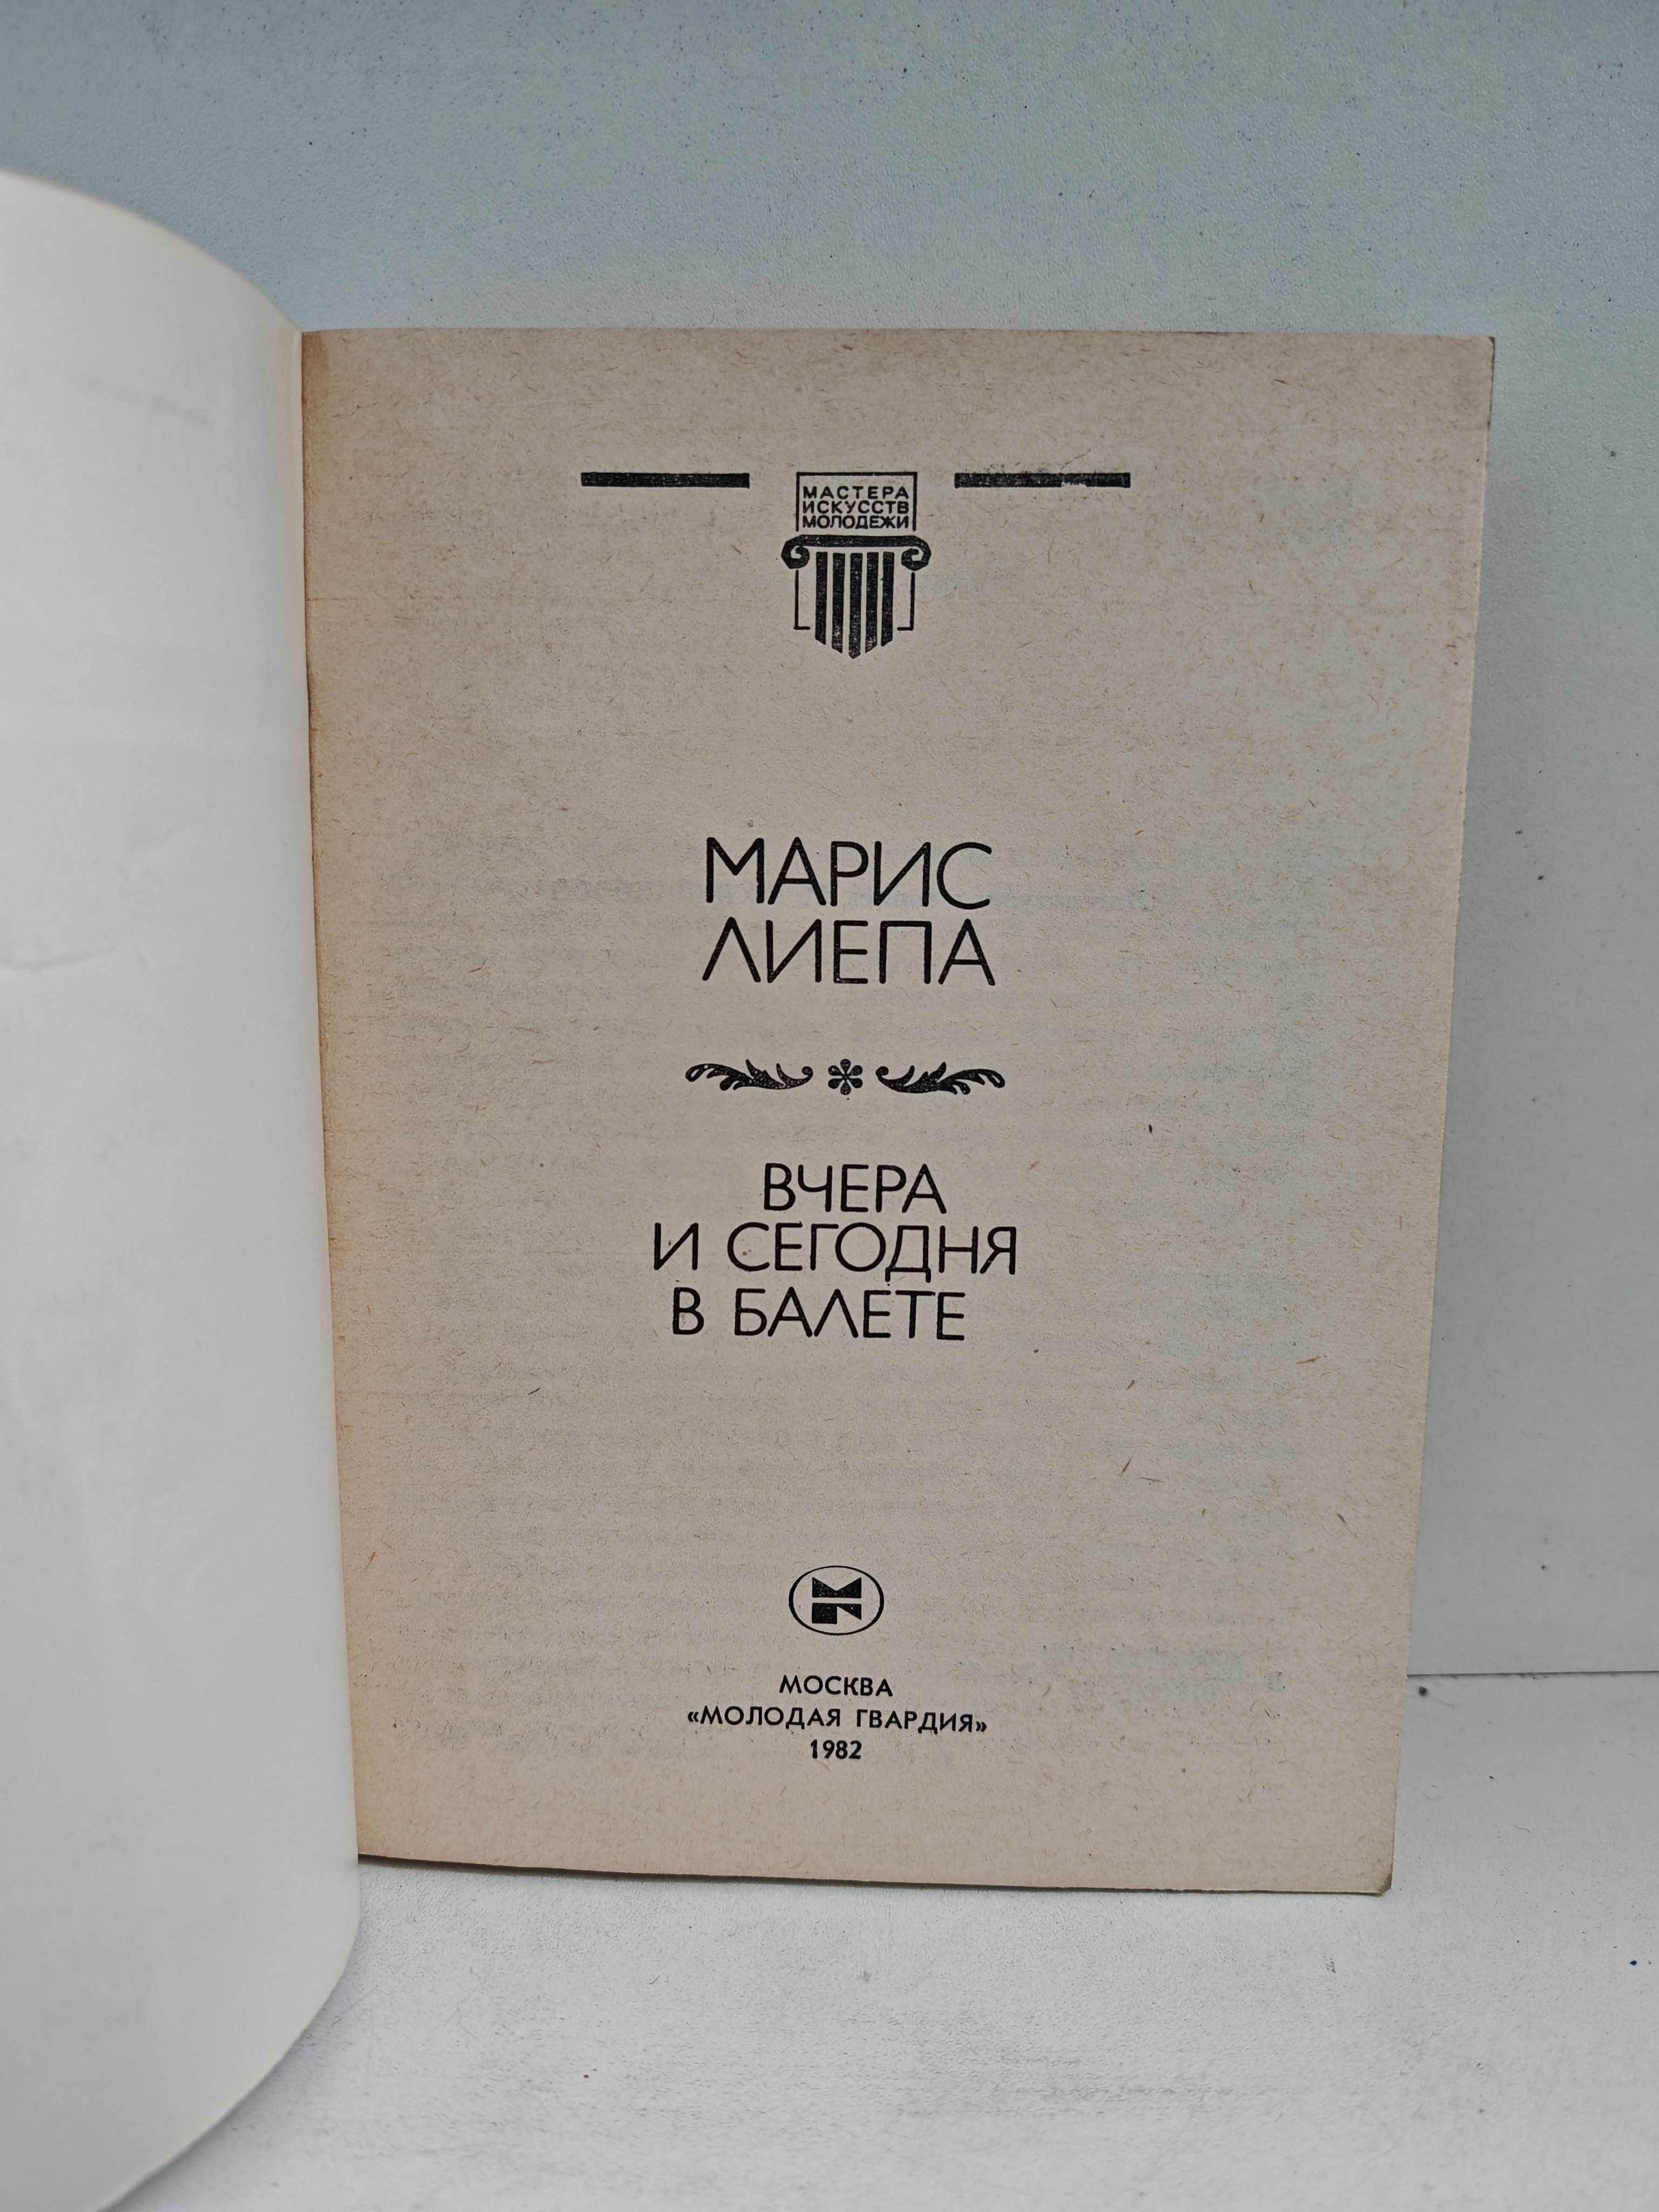 МАСТЕРА
ИСКУССТВ
МОЛОДЕЖИ
МАРИС
ЛИЕПА
ВЧЕРА
И СЕГОДНЯ
В БАЛЕТЕ
МОСКВА
«МОЛОДАЯ ГВАРДИЯ»
1982